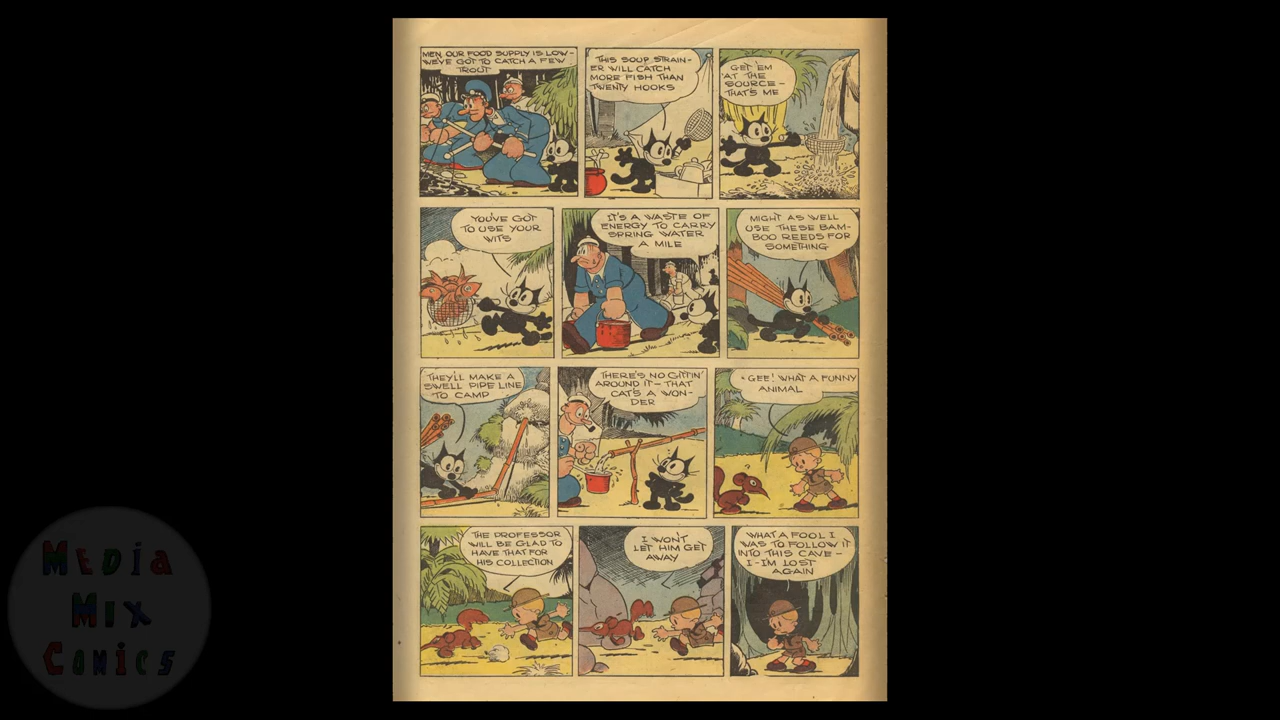 MEN, OUR FOOD SUPPLY IS LOW-
WE'VE GOT TO CATCH A FEW
TROUT
THIS SOUP STRAIN-
ER WILL CATCH
MORE FISH THAN
TWENTY HOOKS
GET 'EM
AT THE
SOURCE-
THAT'S ME
YOU'VE GOT
TO USE YOUR
WITS
IT'S A WASTE OF
ENERGY TO CARRY
SPRING WATER
A MILE
MIGHT AS WELL
USE THESE BAM-
BOO REEDS FOR
SOMETHING
THEY'LL MAKE A
SWELL PIPE LINE
TO CAMP
THERE'S NO GITTIN'
AROUND IT- THAT
CAT'S A WON-
DER
-GEE! WHAT A FUNNY
ANIMAL
THE PROFESSOR
WILL BE GLAD TO
HAVE THAT FOR
HIS COLLECTION
I WON'T
LET HIM GET
AWAY
WHAT A FOOL I
WAS TO FOLLOW IT
INTO THIS CAVE-
I-I'M LOST
AGAIN
MEDiA
MiX
COMiCS